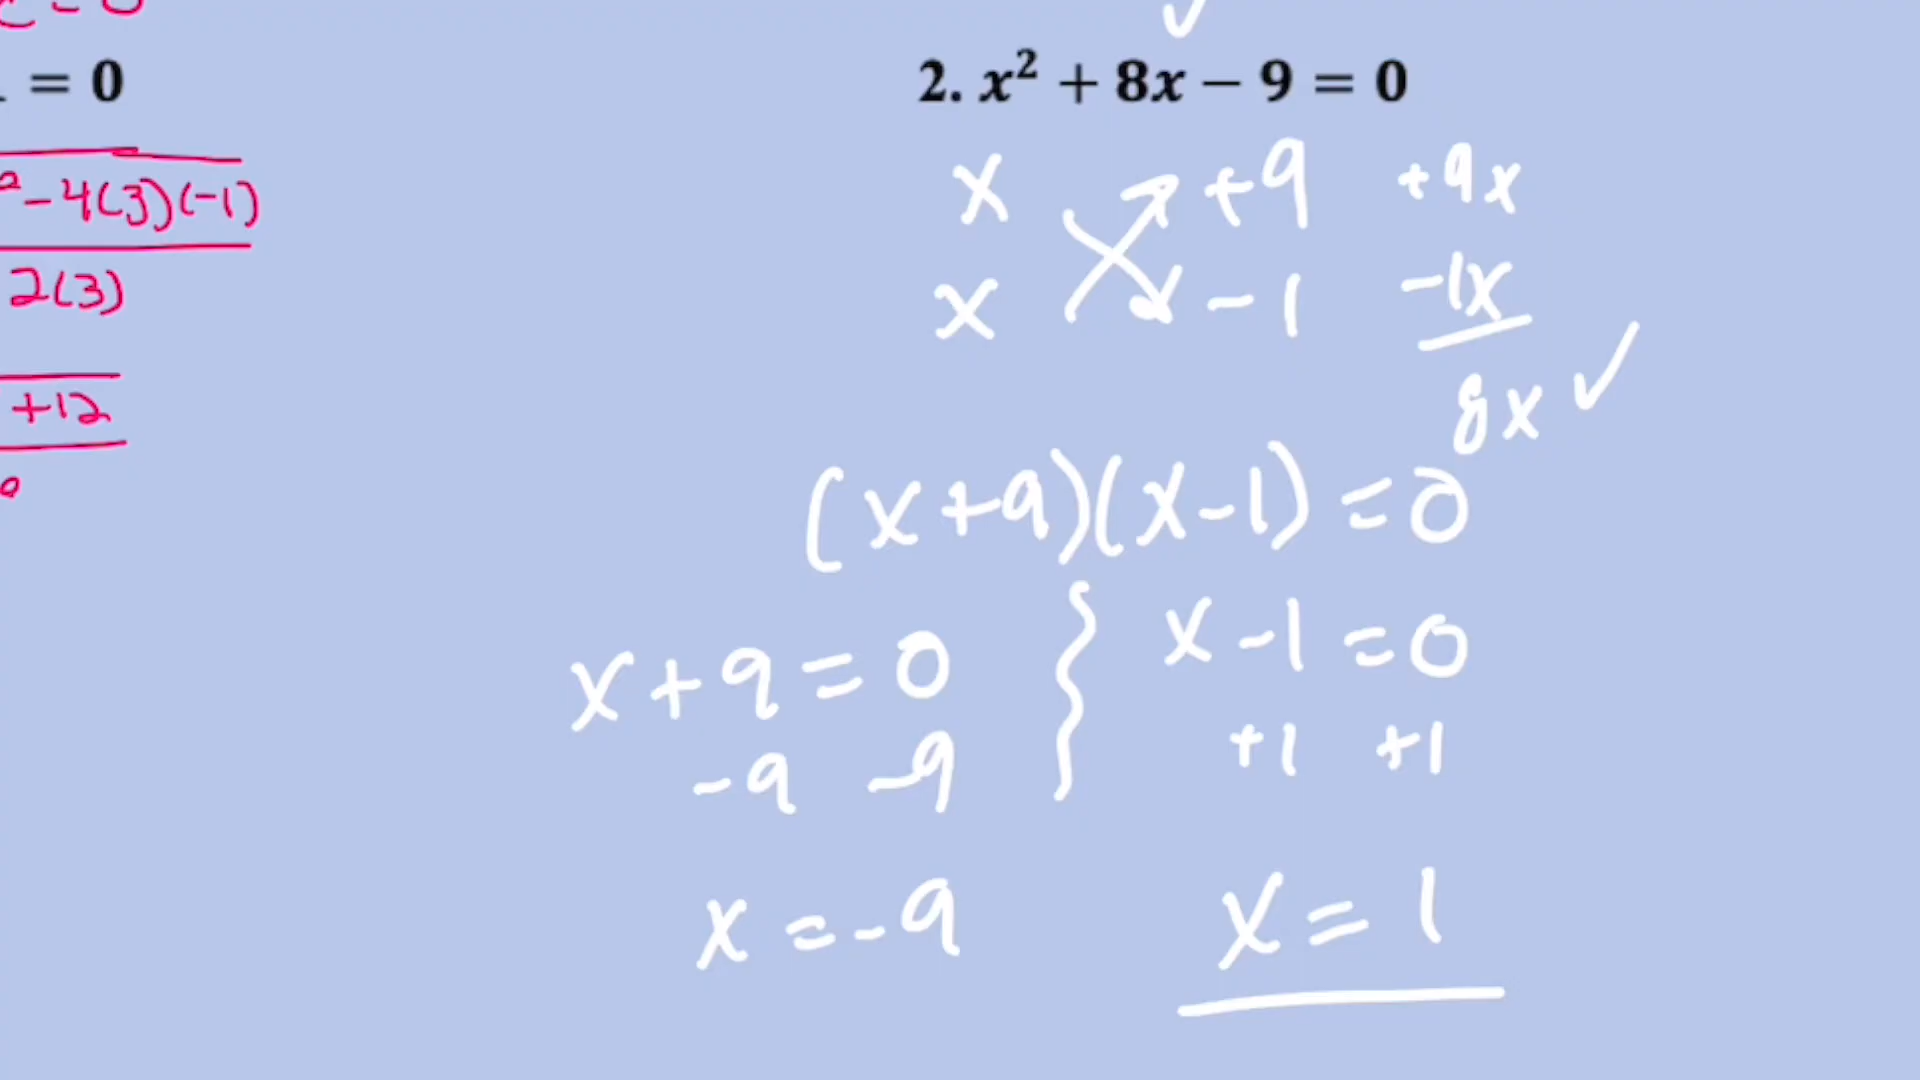 = 0
- 4(3)(-1)
2(3)
+12
2. x² + 8x − 9 = 0
x +9 +9x
x -1 -1x
8x ✓
(x+9)(x-1)=0
x+9=0 } x-1=0
-9 -9 +1 +1
x=-9 x=1